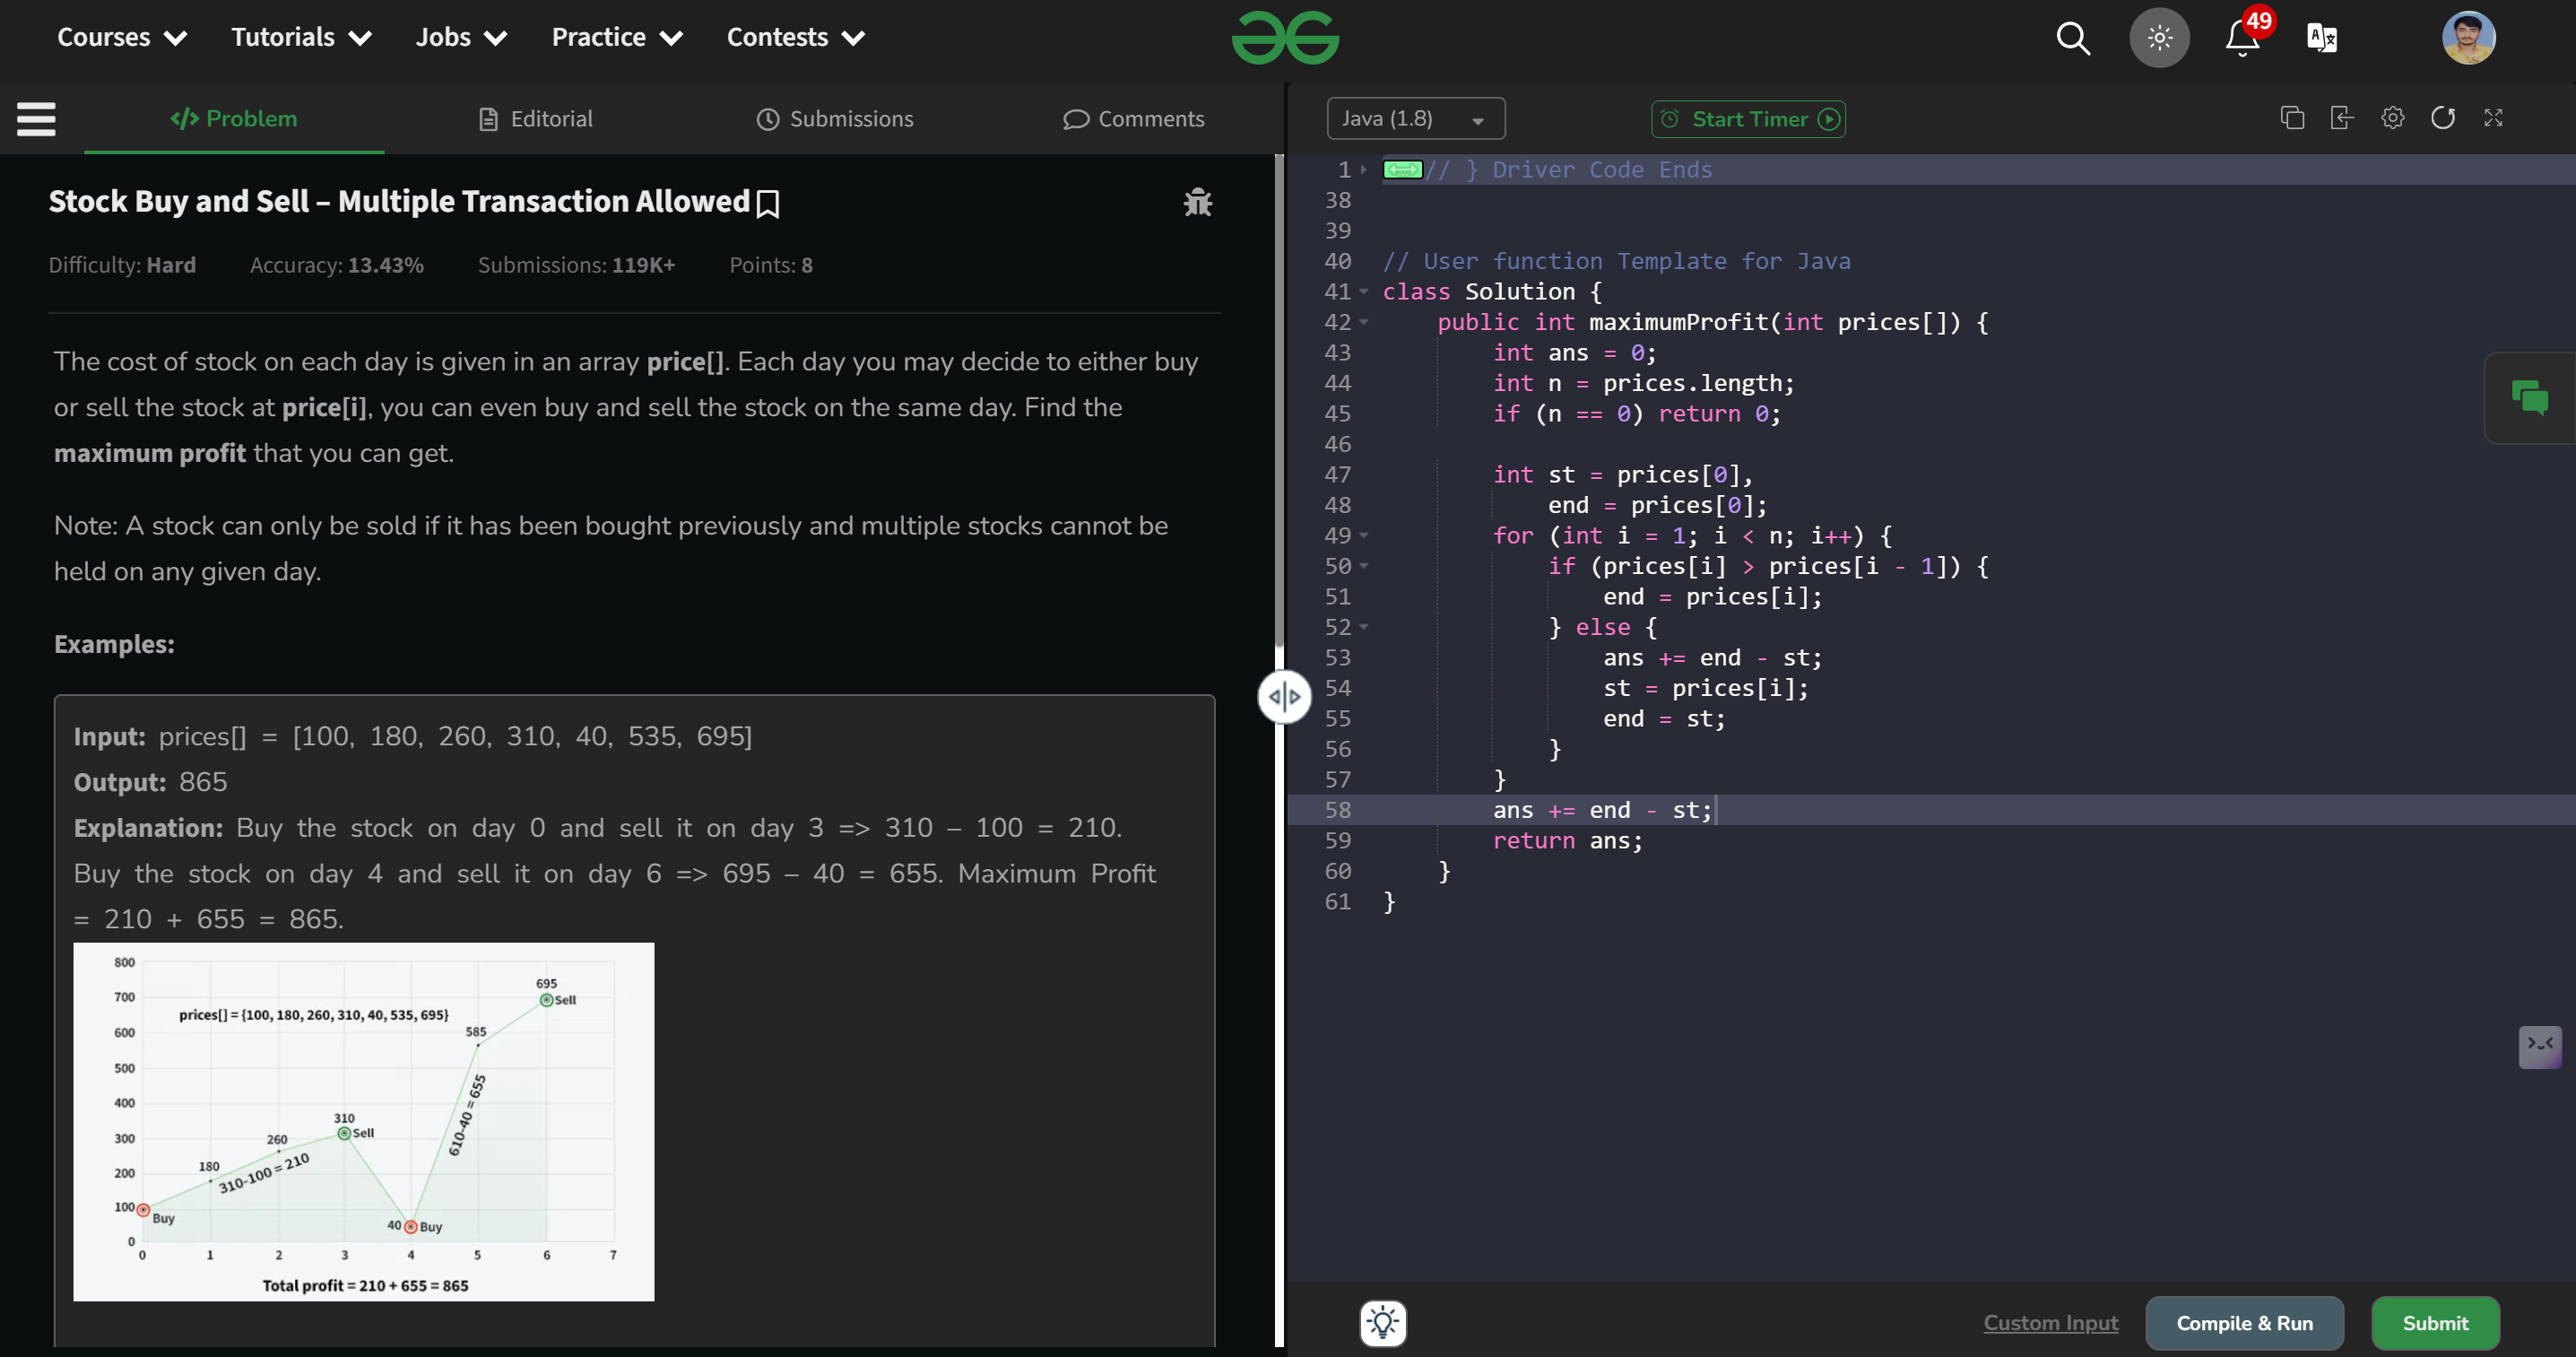 Courses Tutorials Jobs Practice Contests
49
Problem Editorial Submissions Comments
Java (1.8) Start Timer
Stock Buy and Sell – Multiple Transaction Allowed
Difficulty: Hard Accuracy: 13.43% Submissions: 119K+ Points: 8
The cost of stock on each day is given in an array price[]. Each day you may decide to either buy
or sell the stock at price[i], you can even buy and sell the stock on the same day. Find the
maximum profit that you can get.
Note: A stock can only be sold if it has been bought previously and multiple stocks cannot be
held on any given day.
Examples:
Input: prices[] = [100, 180, 260, 310, 40, 535, 695]
Output: 865
Explanation: Buy the stock on day 0 and sell it on day 3 => 310 – 100 = 210.
Buy the stock on day 4 and sell it on day 6 => 695 – 40 = 655. Maximum Profit
= 210 + 655 = 865.
800
700
600
500
400
300
200
100
0
prices[] = {100, 180, 260, 310, 40, 535, 695}
695
Sell
585
610-40 = 655
310
Sell
260
180
310-100 = 210
Buy
40 Buy
0 1 2 3 4 5 6 7
Total profit = 210 + 655 = 865
1 // } Driver Code Ends
38
39
40 // User function Template for Java
41 class Solution {
42 public int maximumProfit(int prices[]) {
43 int ans = 0;
44 int n = prices.length;
45 if (n == 0) return 0;
46
47 int st = prices[0],
48 end = prices[0];
49 for (int i = 1; i < n; i++) {
50 if (prices[i] > prices[i - 1]) {
51 end = prices[i];
52 } else {
53 ans += end - st;
54 st = prices[i];
55 end = st;
56 }
57 }
58 ans += end - st;
59 return ans;
60 }
61 }
Custom Input Compile & Run Submit